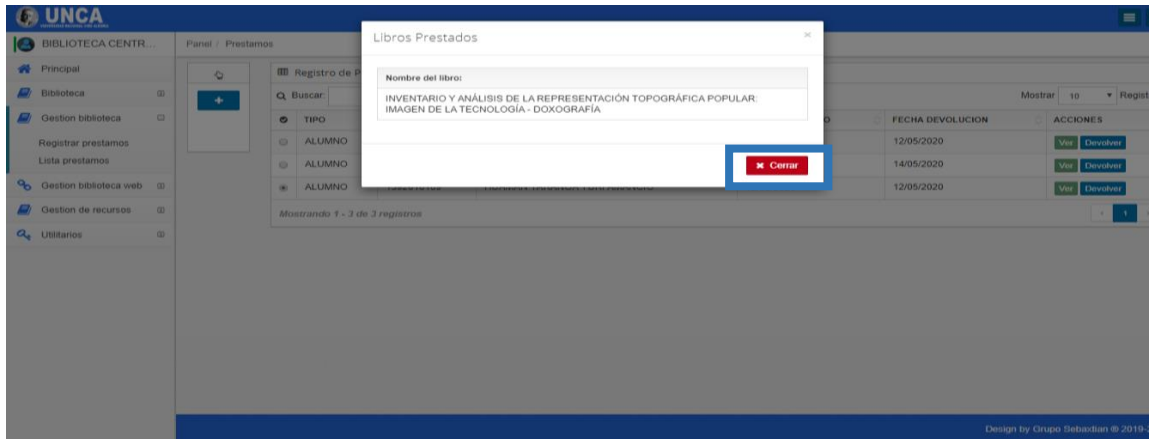 UNCA
BIBLIOTECA CENTR...
Panel / Prestamos
Principal
Biblioteca
Gestion biblioteca
Registrar prestamos
Lista prestamos
Gestion biblioteca web
Gestion de recursos
Utilitarios
Libros Prestados
×
Nombre del libro:
INVENTARIO Y ANÁLISIS DE LA REPRESENTACIÓN TOPOGRÁFICA POPULAR:
IMAGEN DE LA TECNOLOGÍA - DOXOGRAFÍA
Cerrar
Registro de P
Buscar:
Mostrar 10 Regist
TIPO
O
FECHA DEVOLUCION
ACCIONES
ALUMNO
12/05/2020
Ver Devolver
ALUMNO
14/05/2020
Ver Devolver
ALUMNO
12/05/2020
Ver Devolver
Mostrando 1 - 3 de 3 registros
1
Design by Grupo Sebaxtian ® 2019-